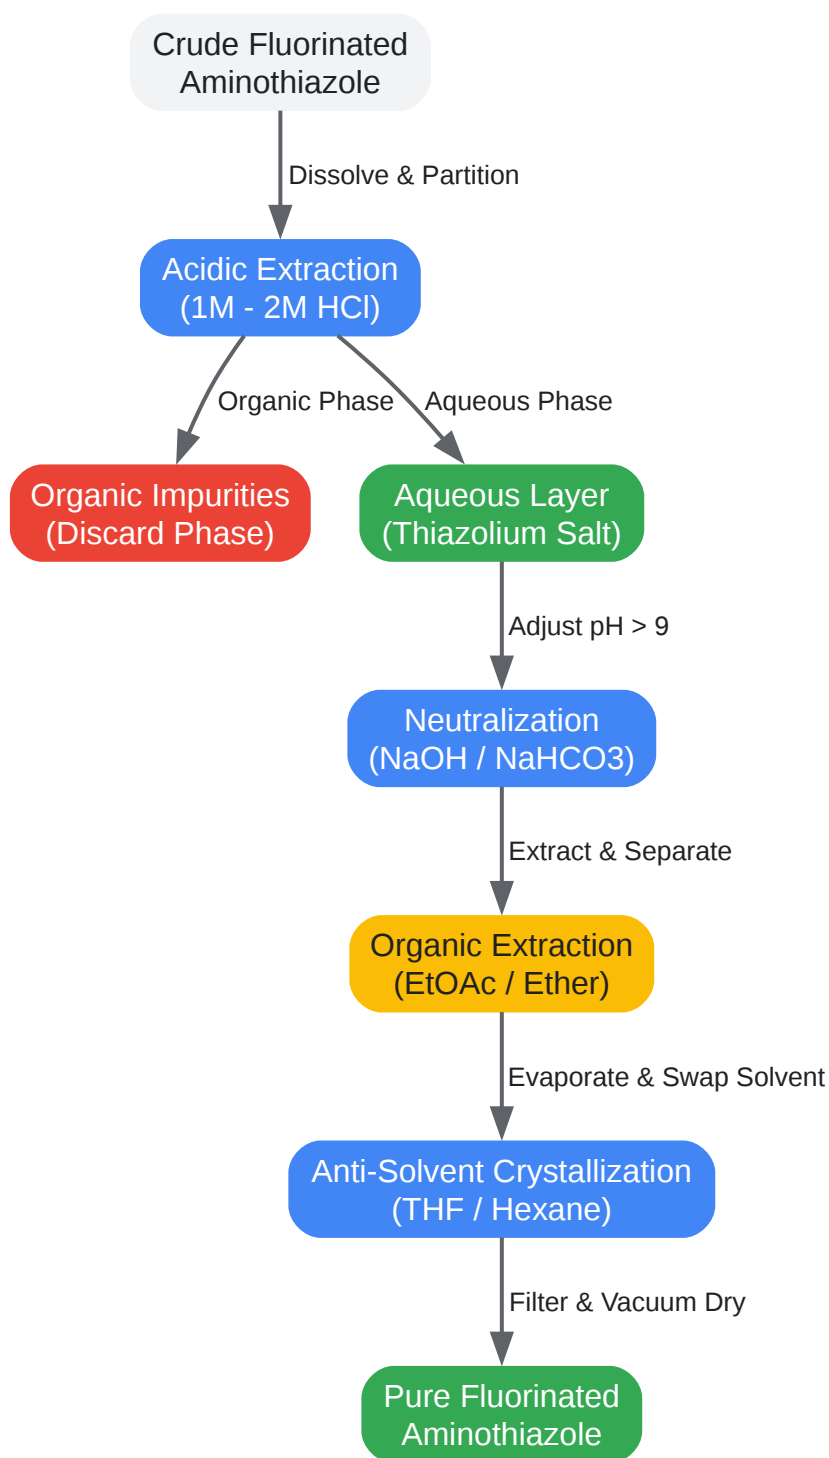 Crude Fluorinated
Aminothiazole
Dissolve & Partition
Acidic Extraction
(1M - 2M HCl)
Organic Phase
Aqueous Phase
Organic Impurities
(Discard Phase)
Aqueous Layer
(Thiazolium Salt)
Adjust pH > 9
Neutralization
(NaOH / NaHCO3)
Extract & Separate
Organic Extraction
(EtOAc / Ether)
Evaporate & Swap Solvent
Anti-Solvent Crystallization
(THF / Hexane)
Filter & Vacuum Dry
Pure Fluorinated
Aminothiazole